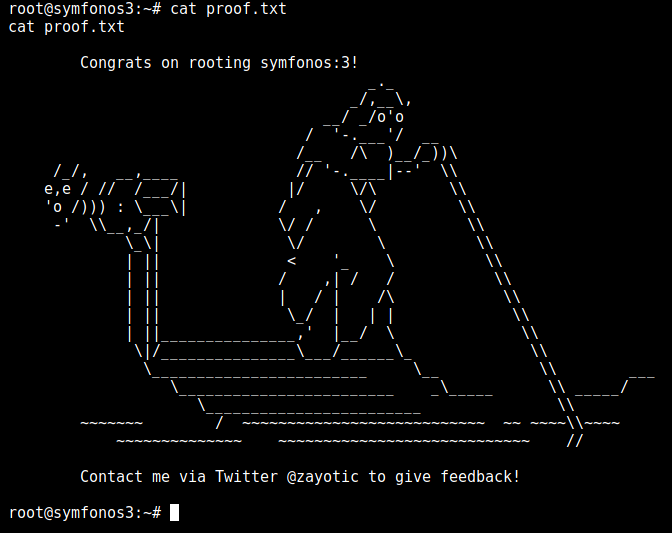 root@symfonos3:~# cat proof.txt
cat proof.txt
Congrats on rooting symfonos:3!
Contact me via Twitter @zayotic to give feedback!
root@symfonos3:~#